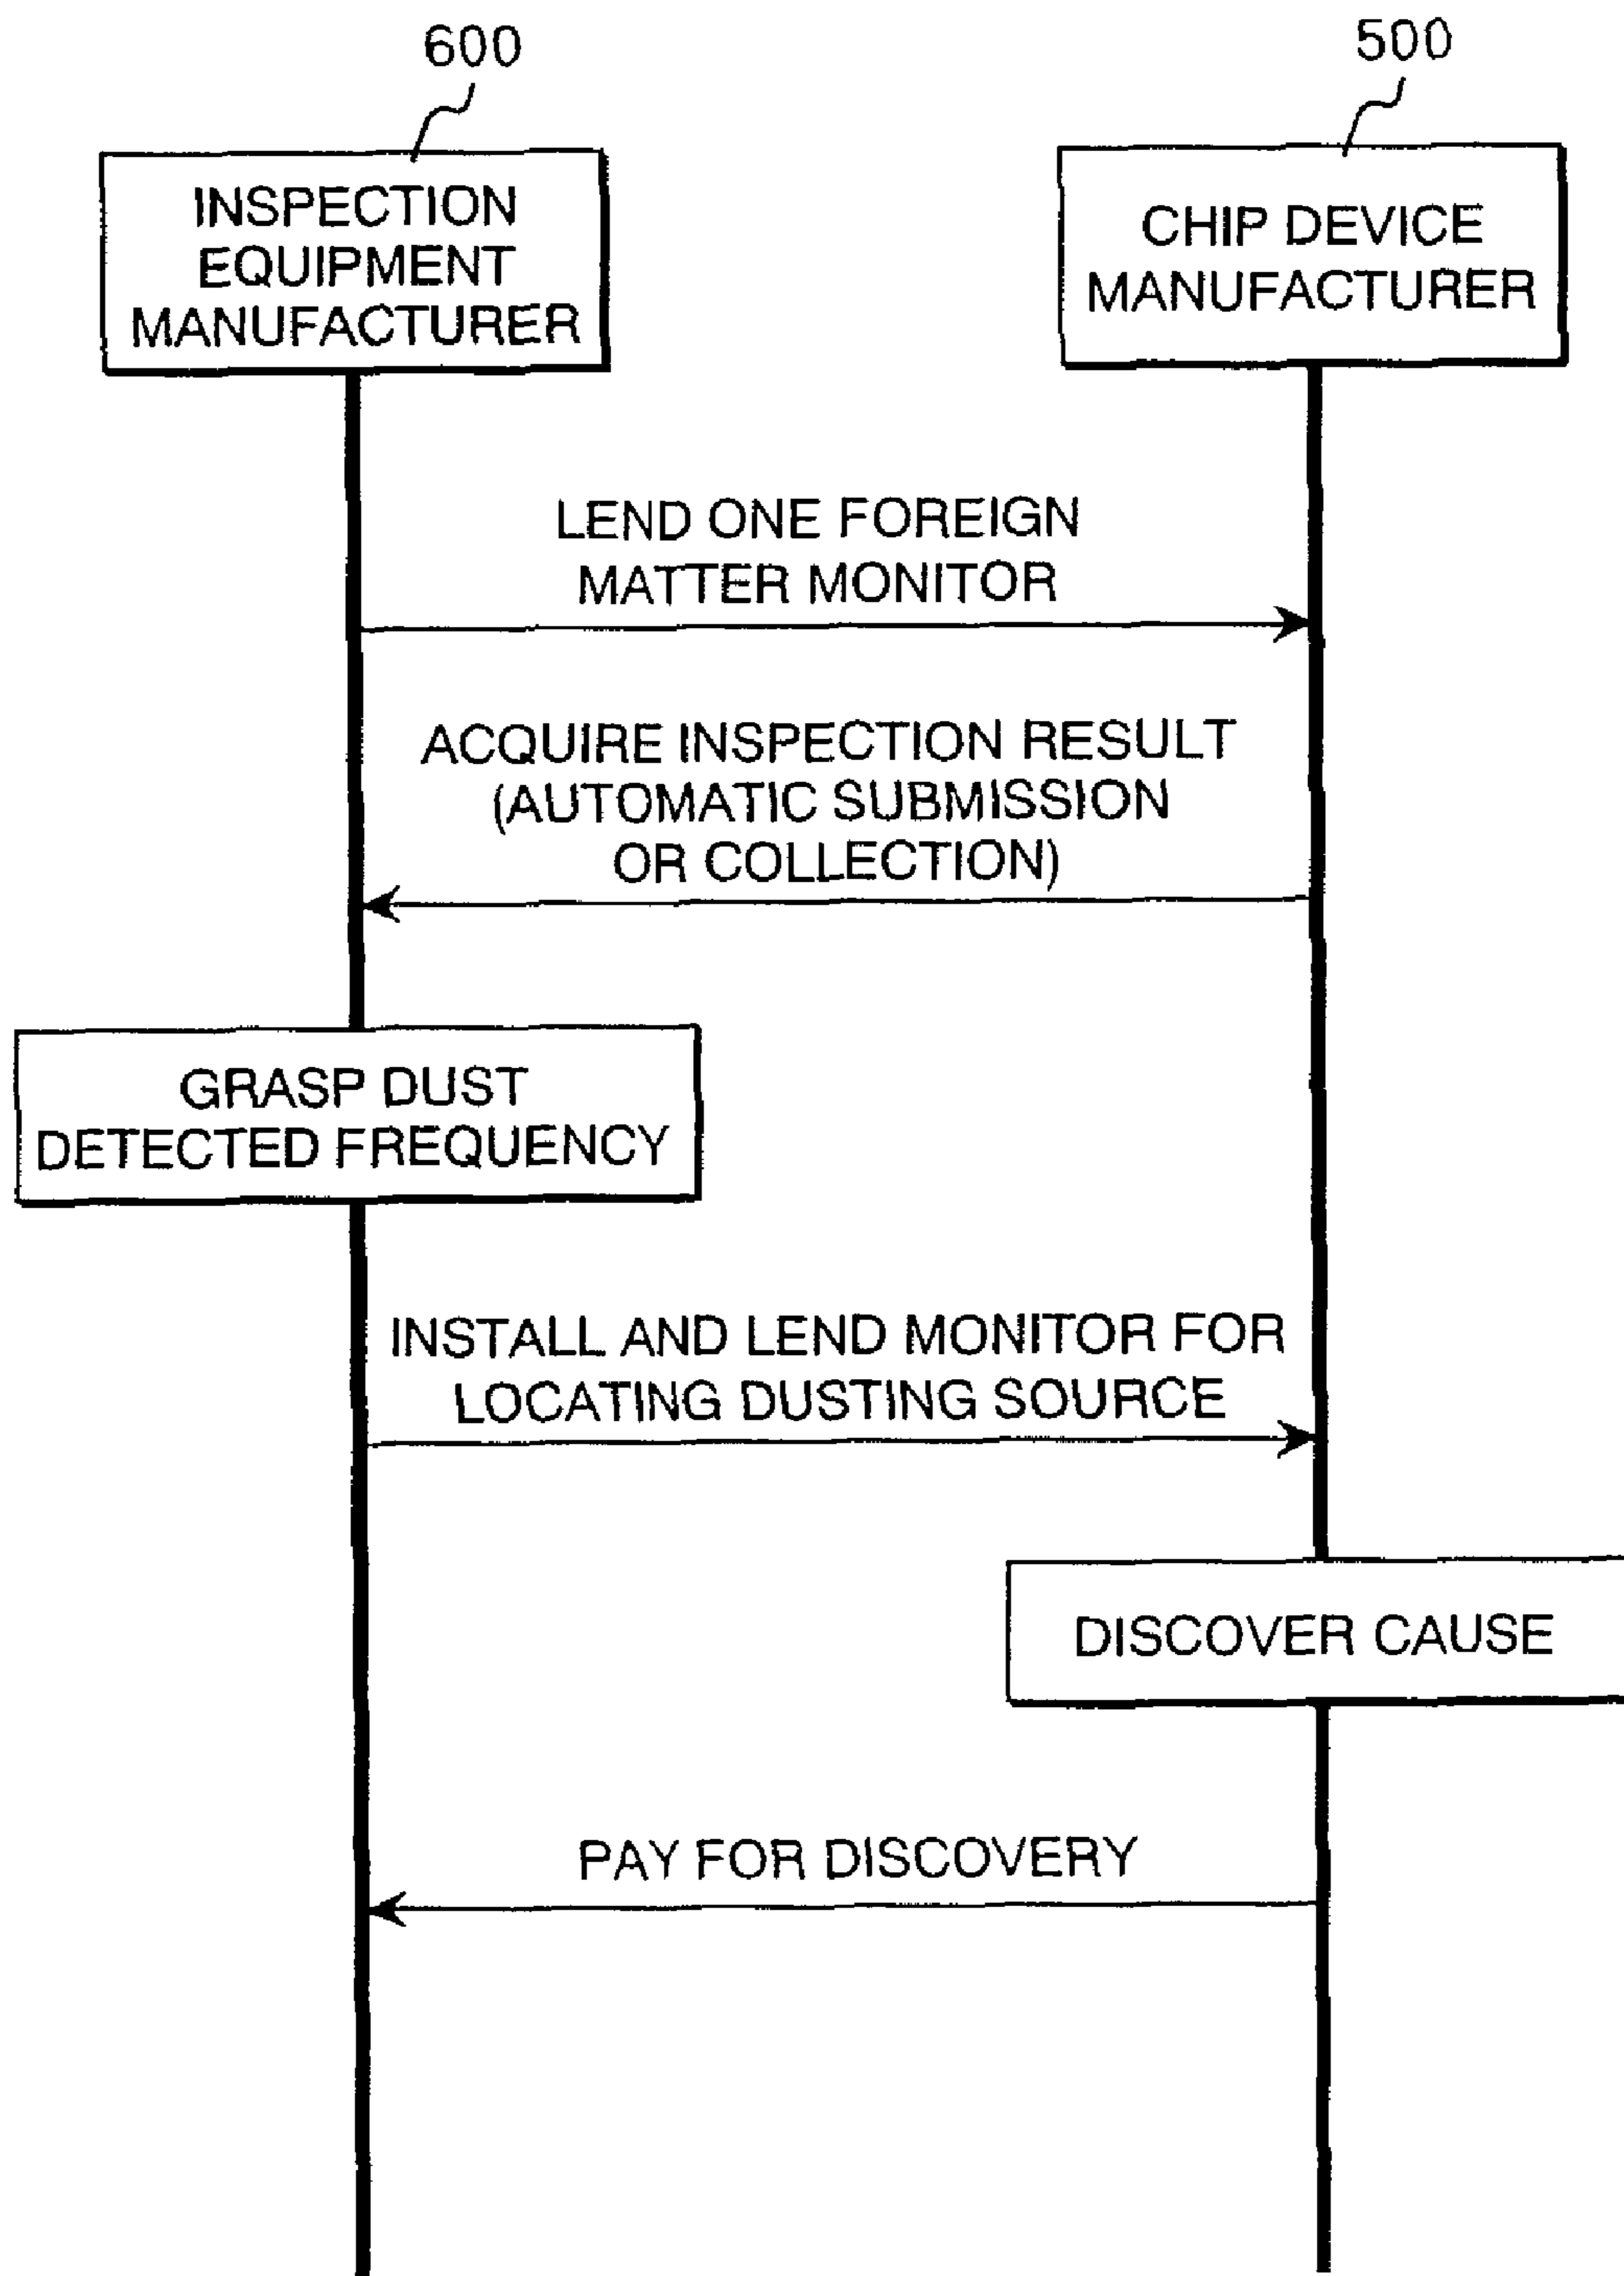 600
500
INSPECTION
EQUIPMENT
MANUFACTURER
CHIP DEVICE
MANUFACTURER
LEND ONE FOREIGN
MATTER MONITOR
ACQUIRE INSPECTION RESULT
(AUTOMATIC SUBMISSION
OR COLLECTION)
GRASP DUST
DETECTED FREQUENCY
INSTALL AND LEND MONITOR FOR
LOCATING DUSTING SOURCE
DISCOVER CAUSE
PAY FOR DISCOVERY